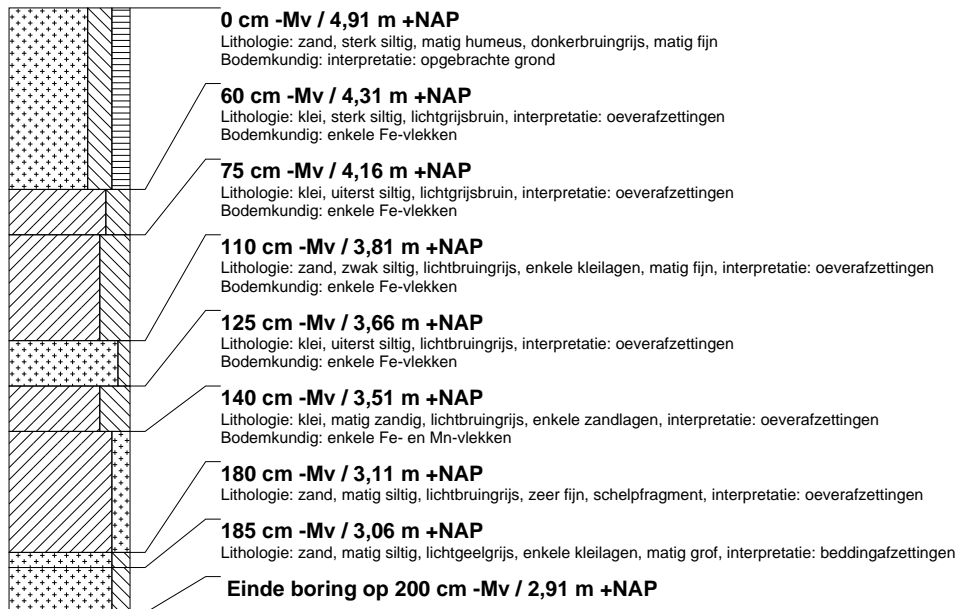 0 cm -Mv / 4,91 m +NAP
Lithologie: zand, sterk siltig, matig humeus, donkerbruingrijs, matig fijn
Bodemkundig: interpretatie: opgebrachte grond
60 cm -Mv / 4,31 m +NAP
Lithologie: klei, sterk siltig, lichtgrijsbruin, interpretatie: oeverafzettingen
Bodemkundig: enkele Fe-vlekken
75 cm -Mv / 4,16 m +NAP
Lithologie: klei, uiterst siltig, lichtgrijsbruin, interpretatie: oeverafzettingen
Bodemkundig: enkele Fe-vlekken
110 cm -Mv / 3,81 m +NAP
Lithologie: zand, zwak siltig, lichtbruingrijs, enkele kleilagen, matig fijn, interpretatie: oeverafzettingen
Bodemkundig: enkele Fe-vlekken
125 cm -Mv / 3,66 m +NAP
Lithologie: klei, uiterst siltig, lichtbruingrijs, interpretatie: oeverafzettingen
Bodemkundig: enkele Fe-vlekken
140 cm -Mv / 3,51 m +NAP
Lithologie: klei, matig zandig, lichtbruingrijs, enkele zandlagen, interpretatie: oeverafzettingen
Bodemkundig: enkele Fe- en Mn-vlekken
180 cm -Mv / 3,11 m +NAP
Lithologie: zand, matig siltig, lichtbruingrijs, zeer fijn, schelpfragment, interpretatie: oeverafzettingen
185 cm -Mv / 3,06 m +NAP
Lithologie: zand, matig siltig, lichtgeelgrijs, enkele kleilagen, matig grof, interpretatie: beddingafzettingen
Einde boring op 200 cm -Mv / 2,91 m +NAP